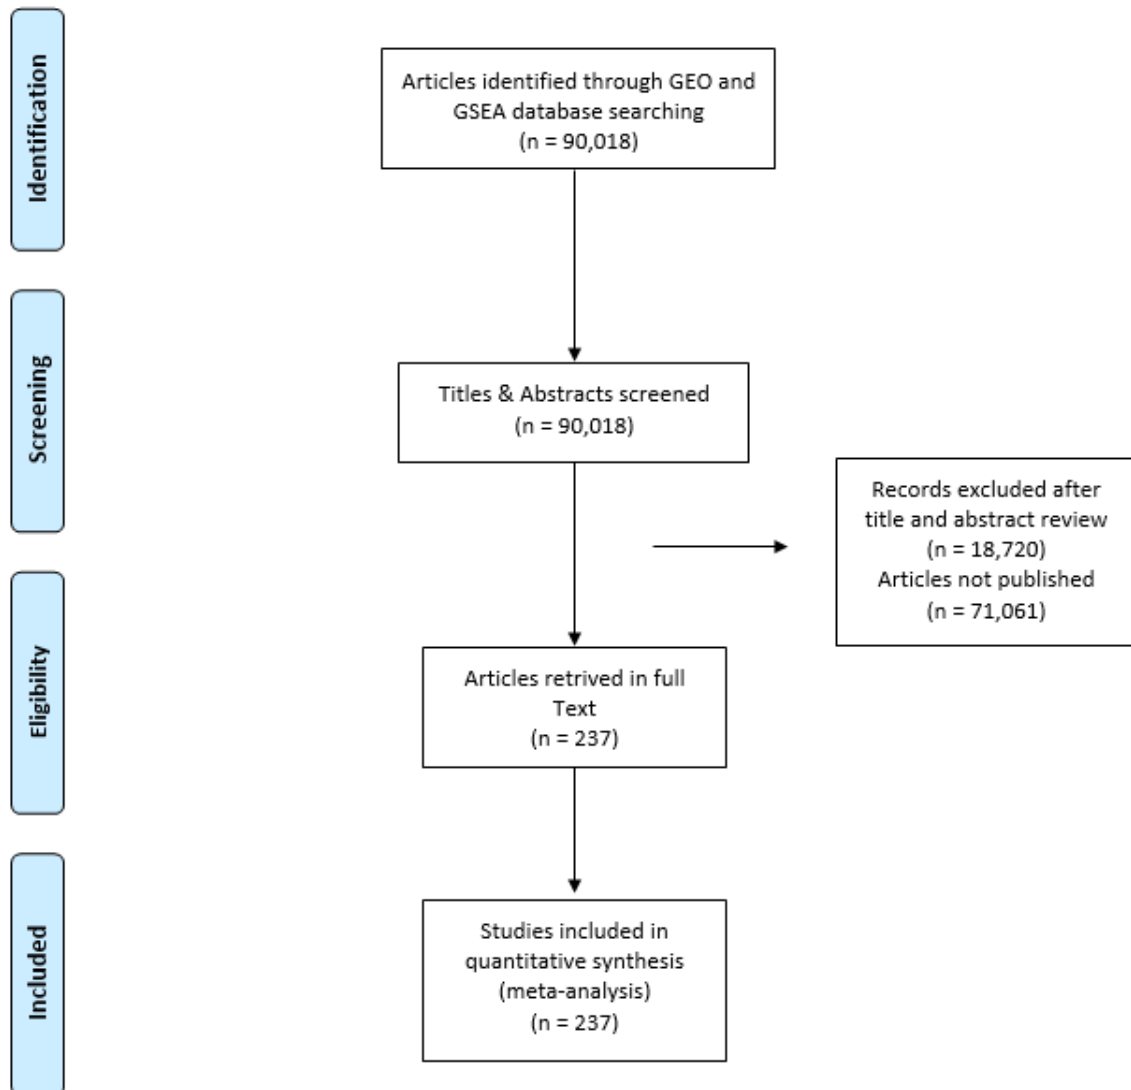 Identification
Articles identified through GEO and
GSEA database searching
(n = 90,018)
Screening
Titles & Abstracts screened
(n = 90,018)
Records excluded after
title and abstract review
(n = 18,720)
Articles not published
(n = 71,061)
Eligibility
Articles retrived in full
Text
(n = 237)
Included
Studies included in
quantitative synthesis
(meta-analysis)
(n = 237)